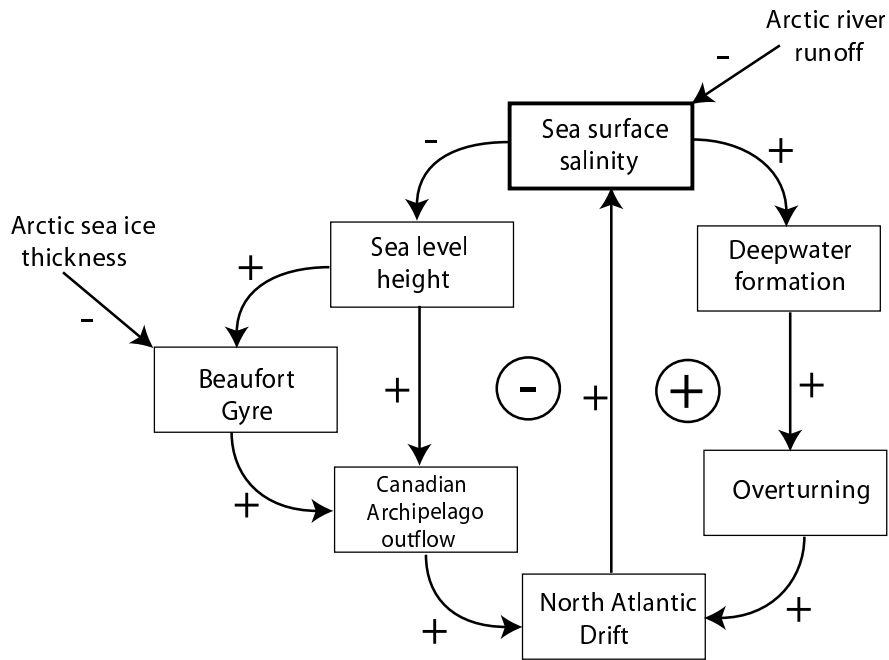 Arctic river
runoff
-
Sea surface
salinity
-
+
Arctic sea ice
thickness
Sea level
height
Deepwater
formation
+
-
Beaufort
Gyre
+
-
+
+
+
Canadian
Archipelago
outflow
Overturning
+
North Atlantic
Drift
+
+